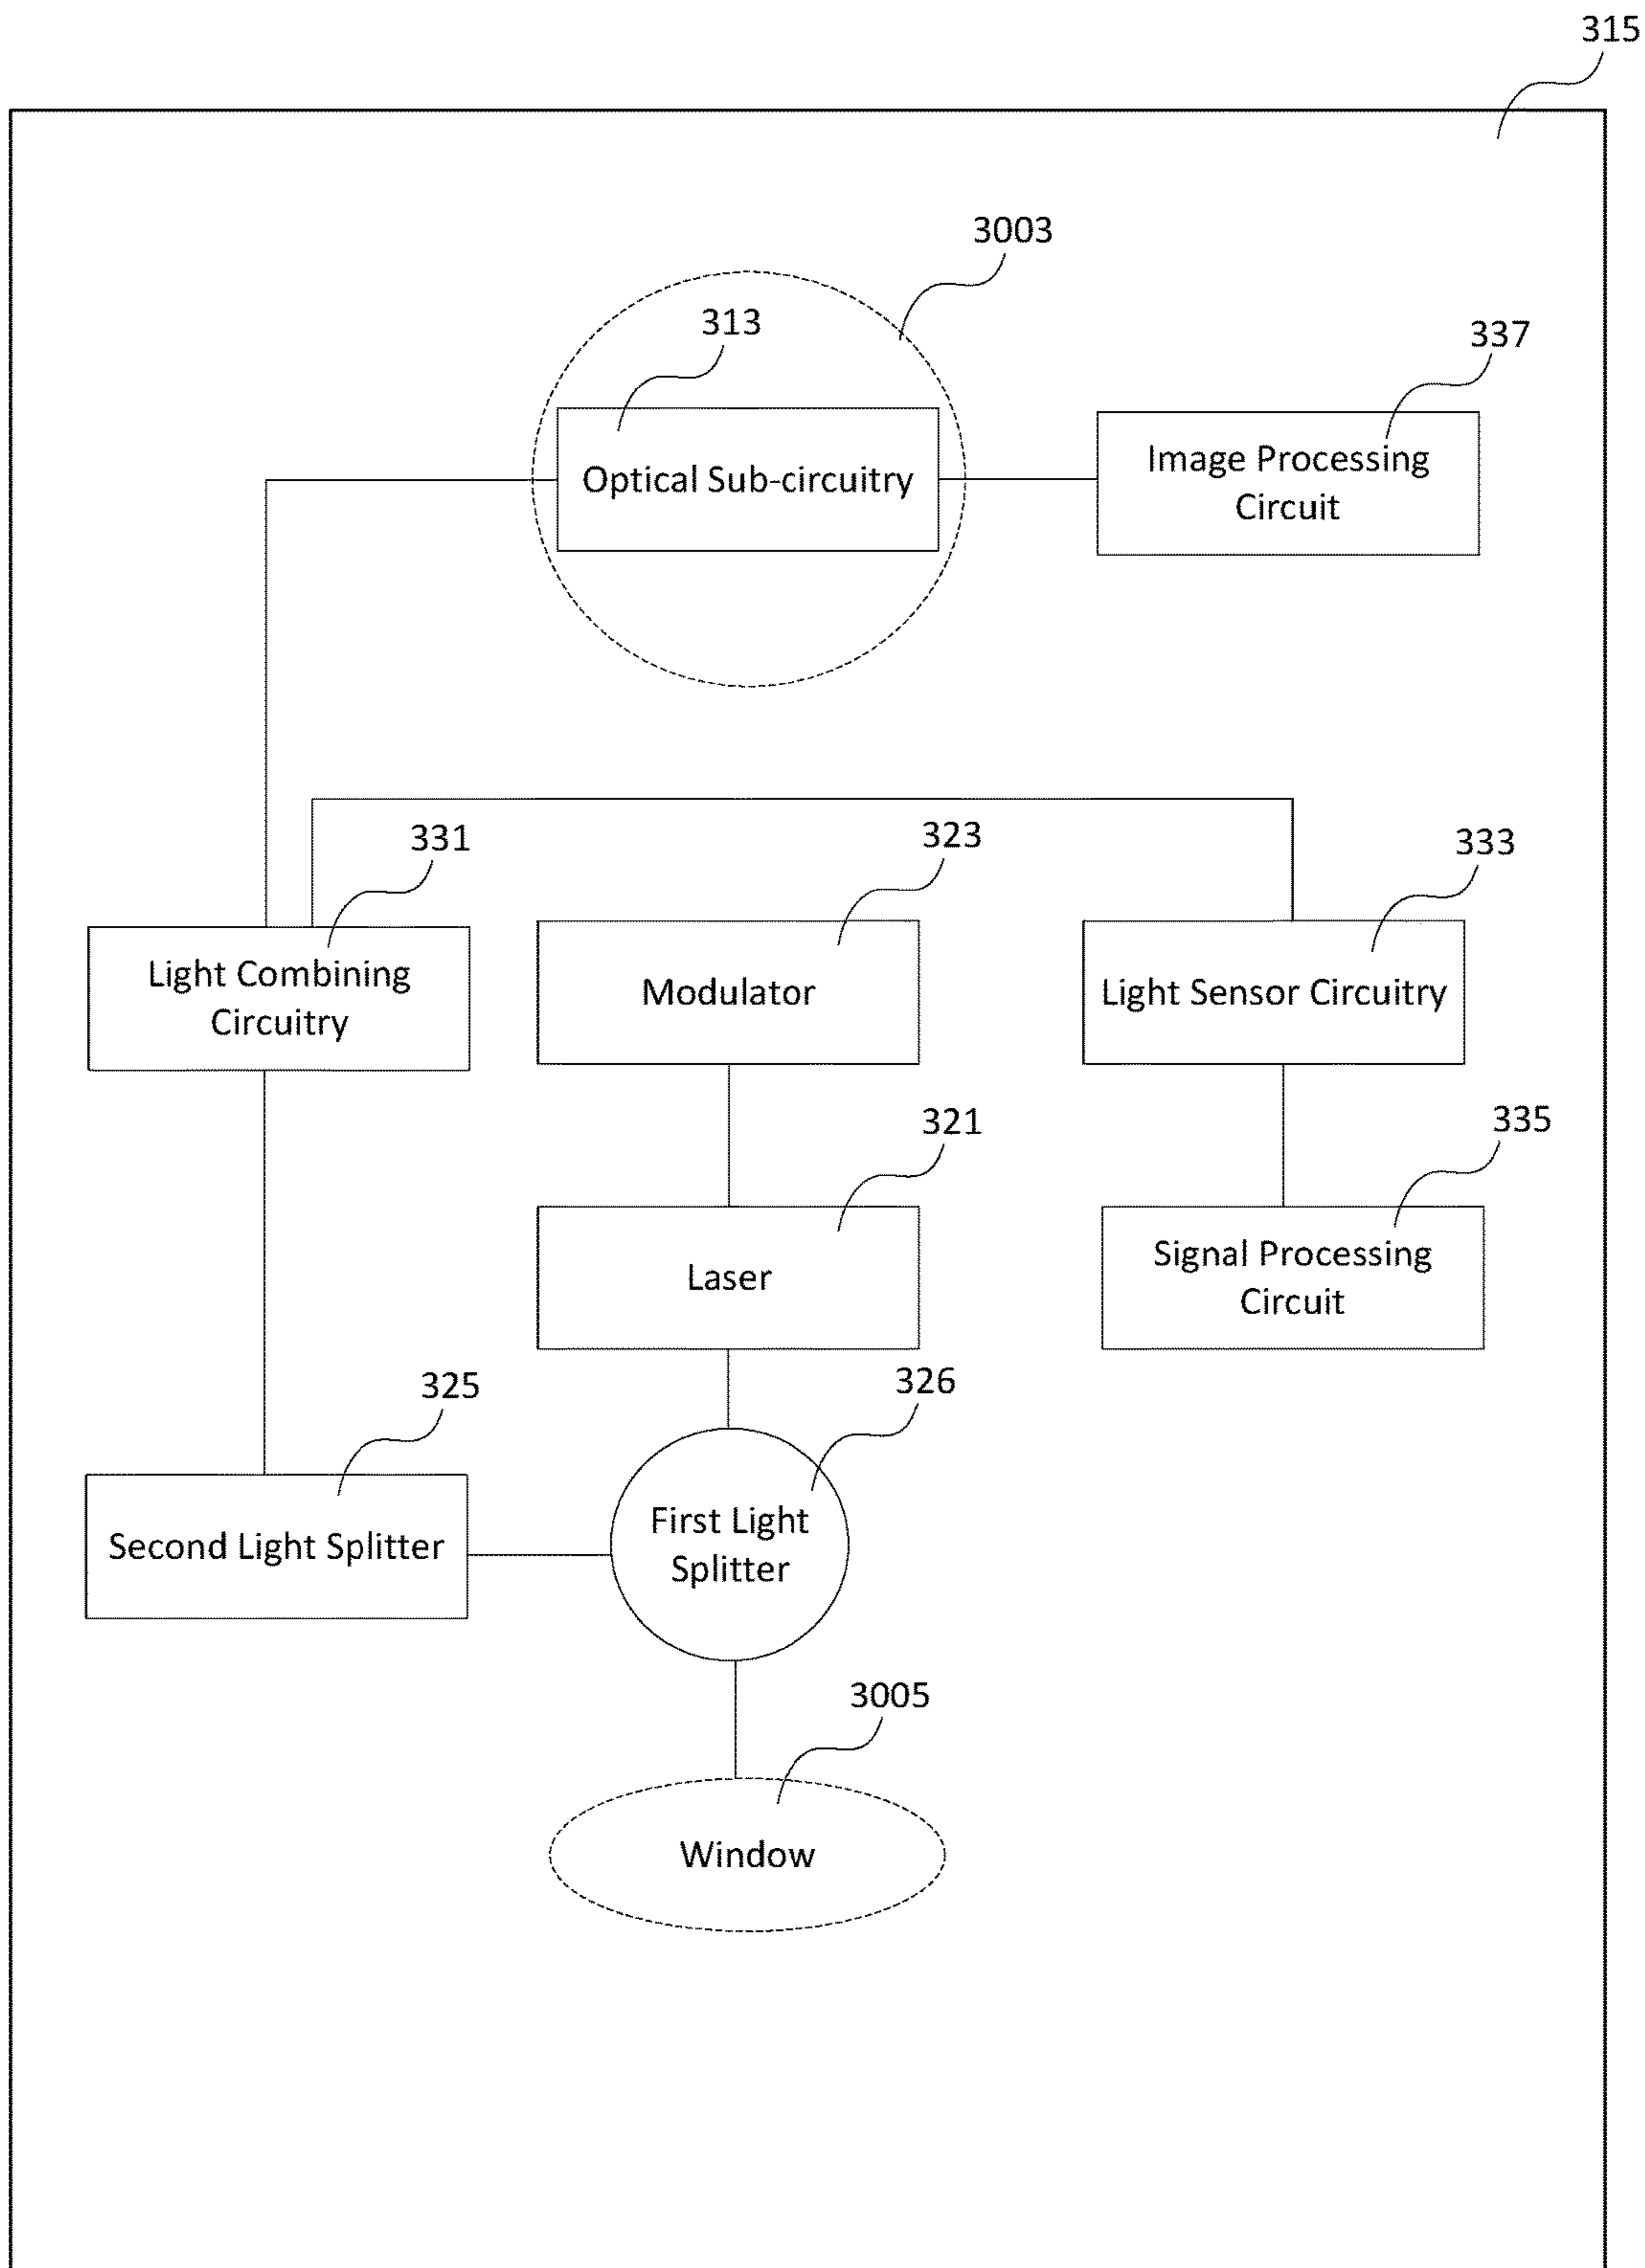 315
3003
313
337
Optical Sub-circuitry
Image Processing
Circuit
331
323
333
Light Combining
Circuitry
Modulator
Light Sensor Circuitry
321
335
Laser
Signal Processing
Circuit
325
326
Second Light Splitter
First Light
Splitter
3005
Window